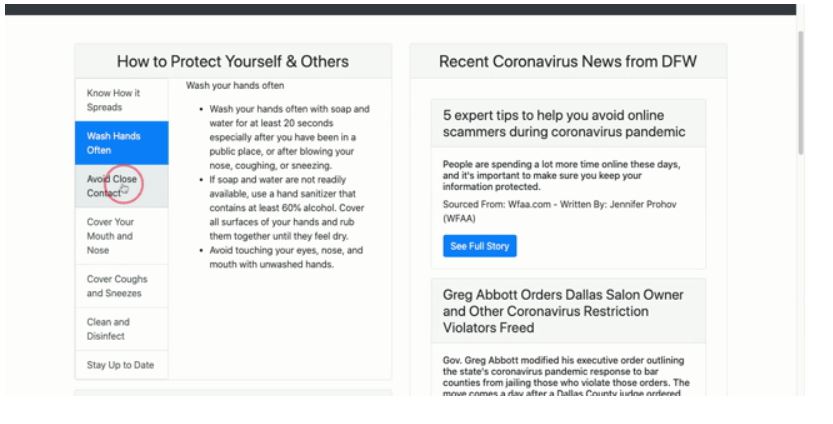 How to Protect Yourself & Others
Know How it
Spreads
Wash Hands
Often
Avoid Close
Contact
Cover Your
Mouth and
Nose
Cover Coughs
and Sneezes
Clean and
Disinfect
Stay Up to Date
Wash your hands often
• Wash your hands often with soap and
water for at least 20 seconds
especially after you have been in a
public place, or after blowing your
nose, coughing, or sneezing.
• If soap and water are not readily
available, use a hand sanitizer that
contains at least 60% alcohol. Cover
all surfaces of your hands and rub
them together until they feel dry.
• Avoid touching your eyes, nose, and
mouth with unwashed hands.
Recent Coronavirus News from DFW
5 expert tips to help you avoid online
scammers during coronavirus pandemic
People are spending a lot more time online these days,
and it's important to make sure you keep your
information protected.
Sourced From: Wfaa.com - Written By: Jennifer Prohov
(WFAA)
See Full Story
Greg Abbott Orders Dallas Salon Owner
and Other Coronavirus Restriction
Violators Freed
Gov. Greg Abbott modified his executive order outlining
the state's coronavirus pandemic response to bar
counties from jailing those who violate those orders. The
move comes a day after a Dallas County judge ordered